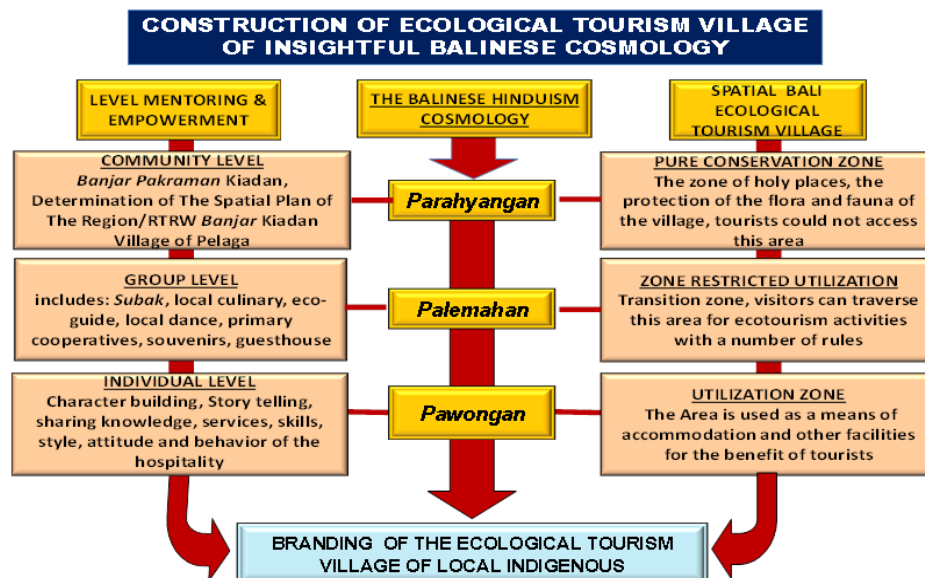 CONSTRUCTION OF ECOLOGICAL TOURISM VILLAGE
OF INSIGHTFUL BALINESE COSMOLOGY
LEVEL MENTORING &
EMPOWERMENT
COMMUNITY LEVEL
Banjar Pakraman Kiadan,
Determination of The Spatial Plan of
The Region/RTRW Banjar Kiadan
Village of Pelaga
GROUP LEVEL
includes: Subak, local culinary, eco-
guide, local dance, primary
cooperatives, souvenirs, guesthouse
INDIVIDUAL LEVEL
Character building, Story telling,
sharing knowledge, services, skills,
style, attitude and behavior of the
hospitality
THE BALINESE HINDUISM
COSMOLOGY
Parahyangan
Palemahan
Pawongan
SPATIAL BALI
ECOLOGICAL
TOURISM VILLAGE
PURE CONSERVATION ZONE
The zone of holy places, the
protection of the flora and fauna of
the village, tourists could not access
this area
ZONE RESTRICTED UTILIZATION
Transition zone, visitors can traverse
this area for ecotourism activities
with a number of rules
UTILIZATION ZONE
The Area is used as a means of
accommodation and other facilities
for the benefit of tourists
BRANDING OF THE ECOLOGICAL TOURISM
VILLAGE OF LOCAL INDIGENOUS